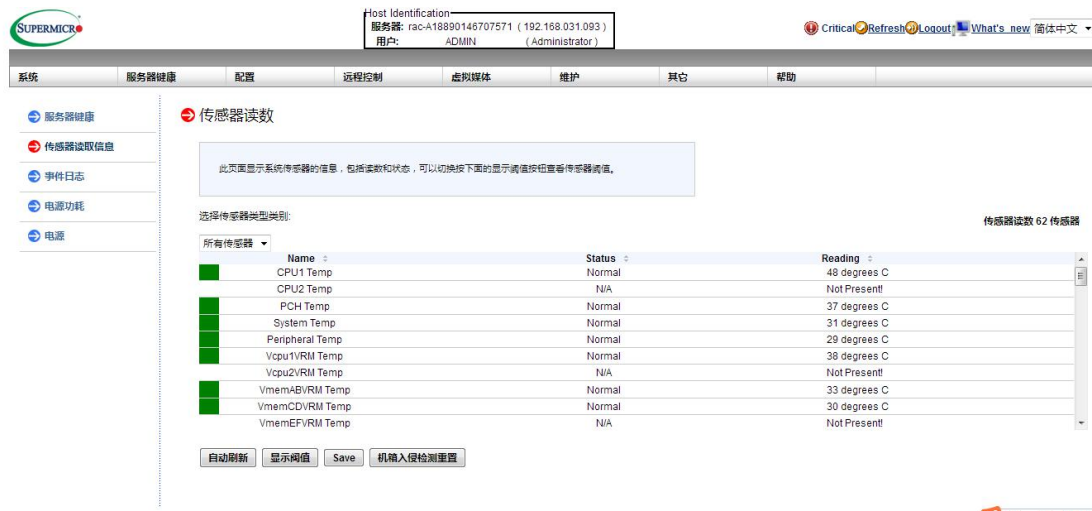 Host Identification
SUPERMICRO
服务器: rac-A18890146707571 ( 192.168.031.093 )
用户: ADMIN ( Administrator )
Critical Refresh Logout What's new 简体中文
系统 服务器健康 配置 远程控制 虚拟媒体 维护 其它 帮助
服务器健康
传感器读取信息
事件日志
电源功耗
电源
传感器读数
此页面显示系统传感器的信息，包括读数和状态，可以切换按下面的显示阈值按钮查看传感器阈值。
选择传感器类型类别:
传感器读数 62 传感器
所有传感器
Name Status Reading
CPU1 Temp Normal 48 degrees C
CPU2 Temp N/A Not Present!
PCH Temp Normal 37 degrees C
System Temp Normal 31 degrees C
Peripheral Temp Normal 29 degrees C
Vcpu1VRM Temp Normal 38 degrees C
Vcpu2VRM Temp N/A Not Present!
VmemABVRM Temp Normal 33 degrees C
VmemCDVRM Temp Normal 30 degrees C
VmemEFVRM Temp N/A Not Present!
自动刷新 显示阀值 Save 机箱入侵检测重置